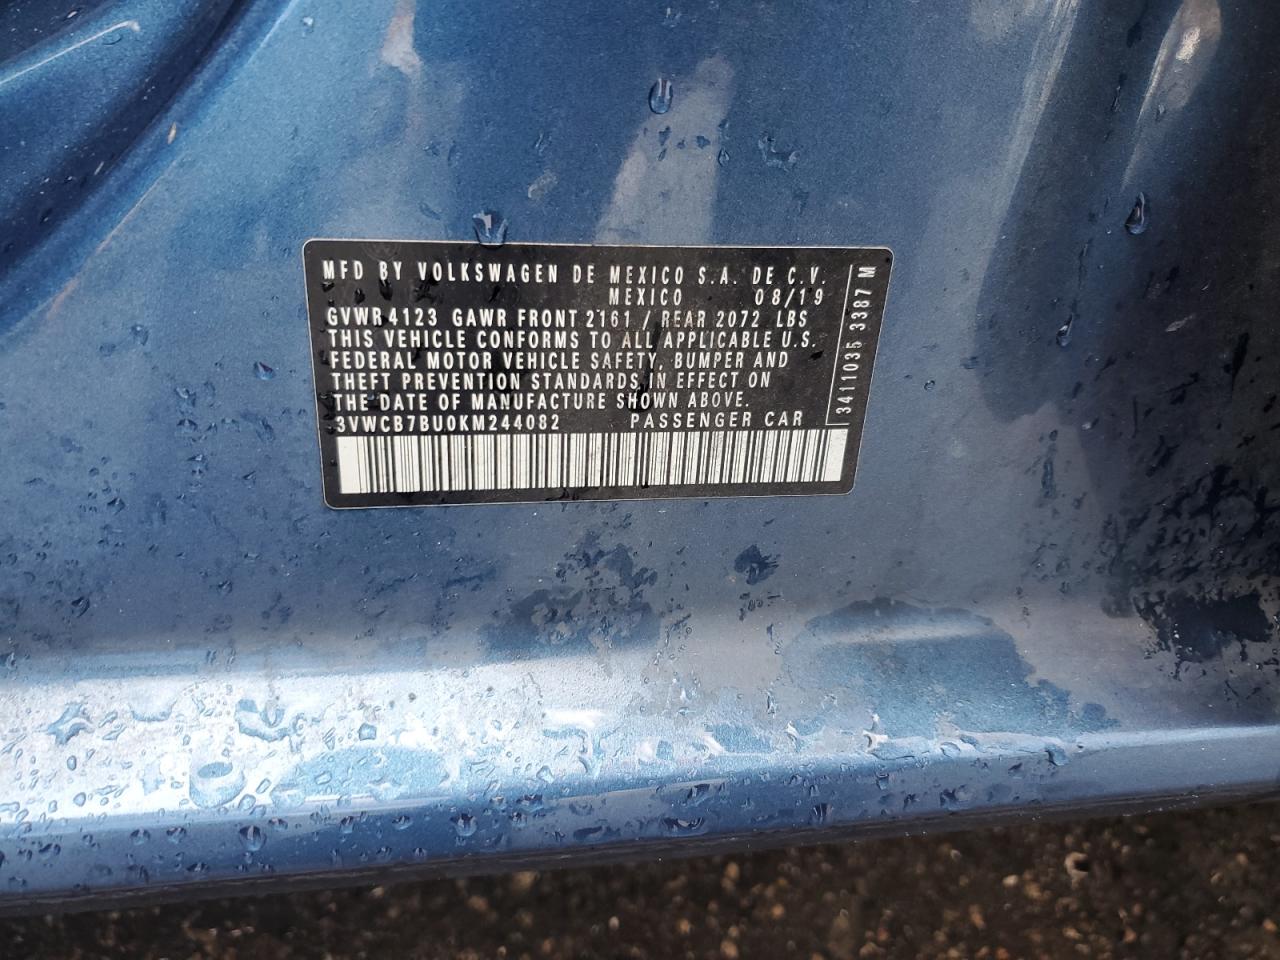 MFD BY VOLKSWAGEN DE MEXICO S.A. DE C.V.
MEXICO 08/19
GVWR 4123 GAWR FRONT 2161 / REAR 2072 LBS
THIS VEHICLE CONFORMS TO ALL APPLICABLE U.S.
FEDERAL MOTOR VEHICLE SAFETY, BUMPER AND
THEFT PREVENTION STANDARDS IN EFFECT ON
THE DATE OF MANUFACTURE SHOWN ABOVE.
3VWCB7BU0KM244082 PASSENGER CAR
3411035 3387 M